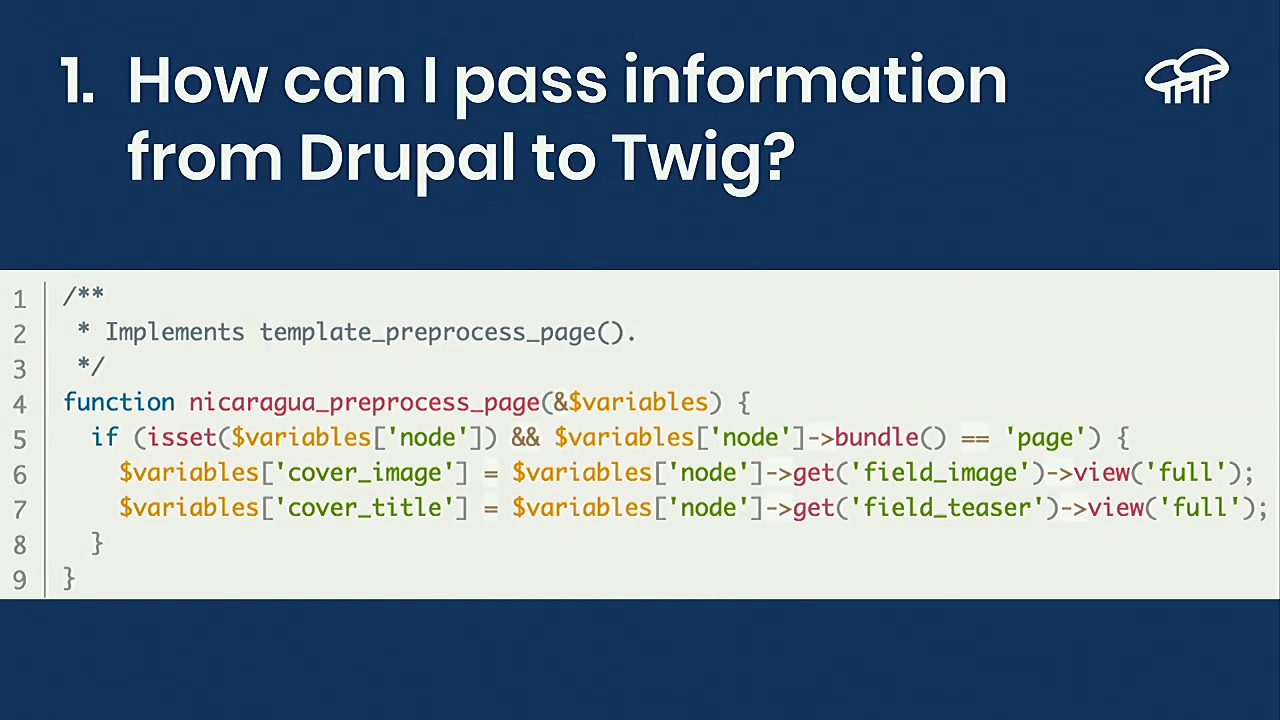 1. How can I pass information
from Drupal to Twig?
1 /**
2  * Implements template_preprocess_page().
3  */
4 function nicaragua_preprocess_page(&$variables) {
5   if (isset($variables['node']) && $variables['node']->bundle() == 'page') {
6     $variables['cover_image'] = $variables['node']->get('field_image')->view('full');
7     $variables['cover_title'] = $variables['node']->get('field_teaser')->view('full');
8   }
9 }